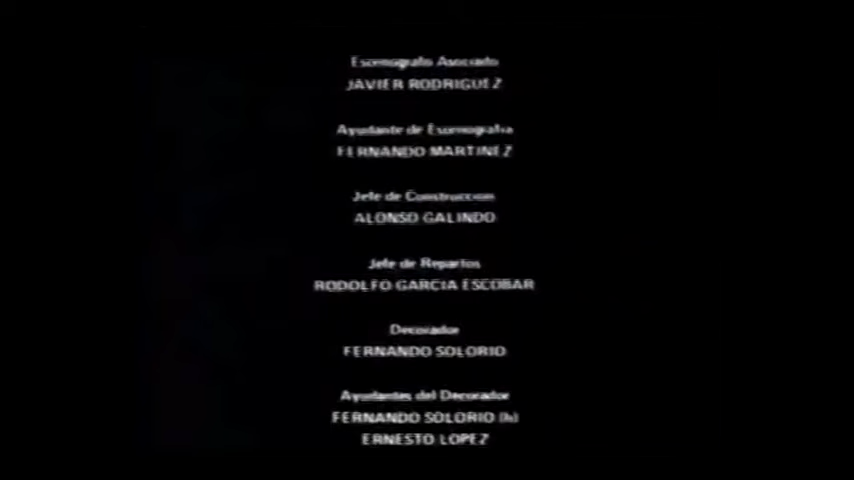 Escenografo Asociado
JAVIER RODRIGUEZ
Ayudante de Escenografia
FERNANDO MARTINEZ
Jefe de Construccion
ALONSO GALINDO
Jefe de Repartos
RODOLFO GARCIA ESCOBAR
Decorador
FERNANDO SOLORIO
Ayudantes del Decorador
FERNANDO SOLORIO (h)
ERNESTO LOPEZ